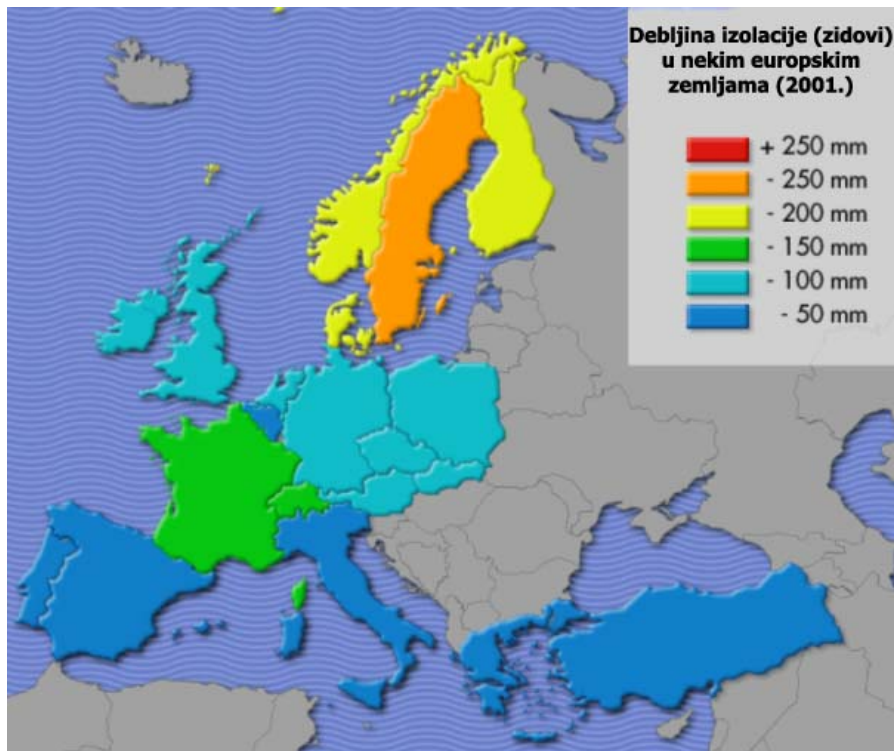 Debljina izolacije (zidovi)
u nekim europskim
zemljama (2001.)
+ 250 mm
- 250 mm
- 200 mm
- 150 mm
- 100 mm
- 50 mm